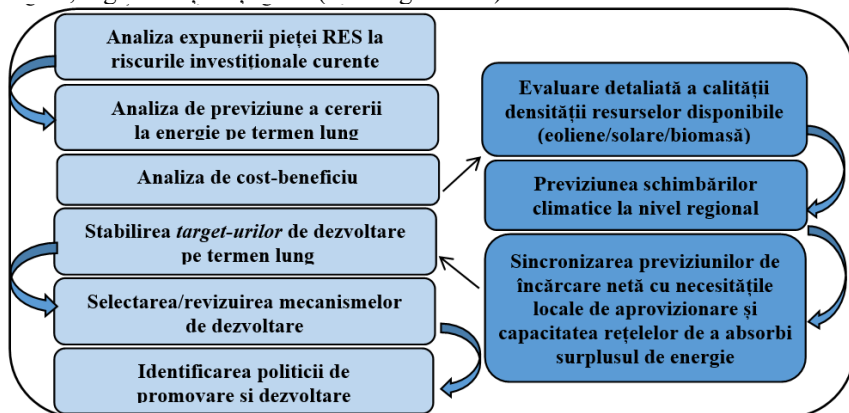 Analiza expunerii pieței RES la
riscurile investiționale curente
Analiza de previziune a cererii
la energie pe termen lung
Analiza de cost-beneficiu
Stabilirea target-urilor de dezvoltare
pe termen lung
Selectarea/revizuirea mecanismelor
de dezvoltare
Identificarea politicii de
promovare si dezvoltare
Evaluare detaliată a calității
densității resurselor disponibile
(eoliene/solare/biomasă)
Previziunea schimbărilor
climatice la nivel regional
Sincronizarea previziunilor de
încărcare netă cu necesitățile
locale de aprovizionare și
capacitatea rețelelor de a absorbi
surplusul de energie